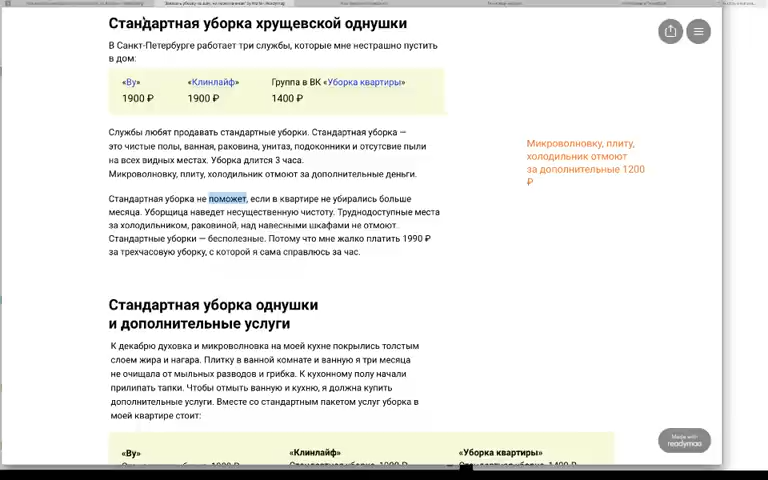 Стандартная уборка хрущевской однушки
В Санкт-Петербурге работает три службы, которые мне нестрашно пустить
в дом:
«Ву» «Клинлайф» Группа в ВК «Уборка квартиры»
1900 ₽ 1900 ₽ 1400 ₽
Службы любят продавать стандартные уборки. Стандартная уборка —
это чистые полы, ванная, раковина, унитаз, подоконники и отсутсвие пыли
на всех видных местах. Уборка длится 3 часа.
Микроволновку, плиту, холодильник отмоют за дополнительные деньги.
Микроволновку, плиту,
холодильник отмоют
за дополнительные 1200
₽
Стандартная уборка не поможет, если в квартире не убирались больше
месяца. Уборщица наведет несущественную чистоту. Труднодоступные места
за холодильником, раковиной, над навесными шкафами не отмоют.
Стандартные уборки — бесполезные. Потому что мне жалко платить 1990 ₽
за трехчасовую уборку, с которой я сама справлюсь за час.
Стандартная уборка однушки
и дополнительные услуги
К декабрю духовка и микроволновка на моей кухне покрылись толстым
слоем жира и нагара. Плитку в ванной комнате и ванную я три месяца
не очищала от мыльных разводов и грибка. К кухонному полу начали
прилипать тапки. Чтобы отмыть ванную и кухню, я должна купить
дополнительные услуги. Вместе со стандартным пакетом услуг уборка в
моей квартире стоит:
Made with
readymag
«Ву» «Клинлайф» «Уборка квартиры»